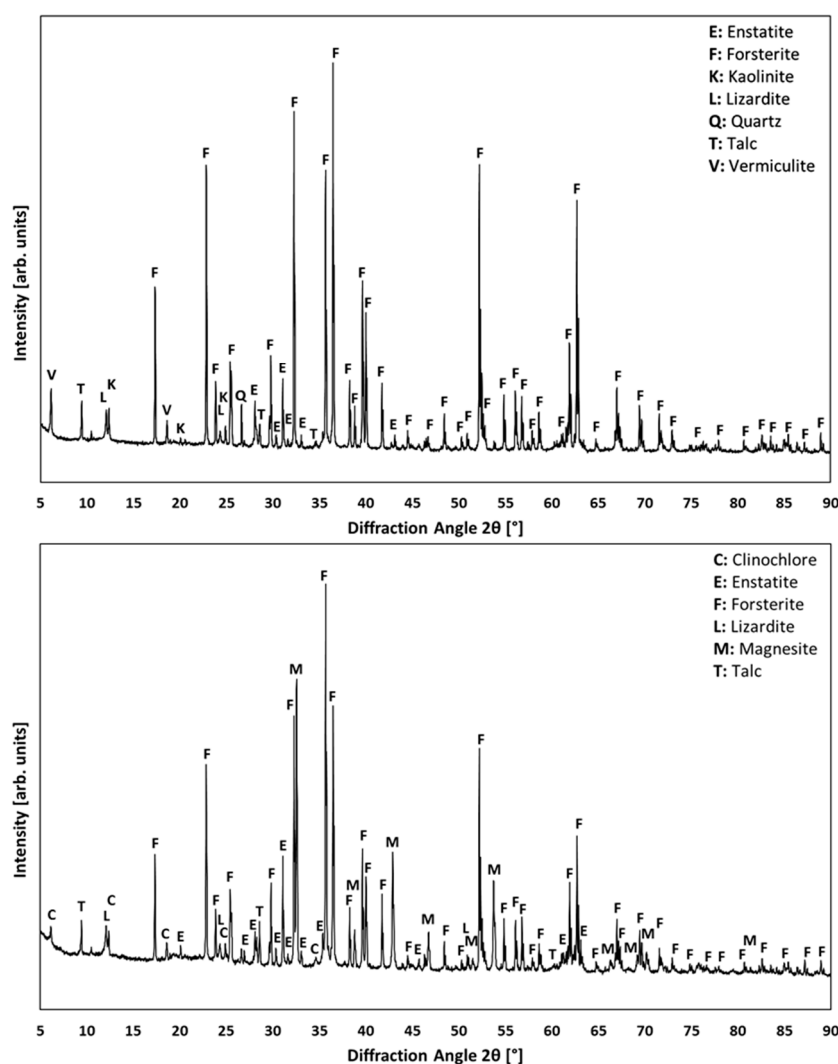 E: Enstatite
F: Forsterite
K: Kaolinite
L: Lizardite
Q: Quartz
T: Talc
V: Vermiculite
Intensity [arb. units]
V T L K F V K F F K L F Q E T F E E F E E T F F F F F F F E F F F F F F F F F F F F E F F F F F F F F F F F F F F
5 10 15 20 25 30 35 40 45 50 55 60 65 70 75 80 85 90
Diffraction Angle 2θ [°]
C: Clinochlore
E: Enstatite
F: Forsterite
L: Lizardite
M: Magnesite
T: Talc
Intensity [arb. units]
C T L C F C E F F L C F E E T F E E E F M E C E F F F M F F F M F E M F F L M F M F F F F F T E F F E F M F F M F M F F F F F F M F F F F
5 10 15 20 25 30 35 40 45 50 55 60 65 70 75 80 85 90
Diffraction Angle 2θ [°]